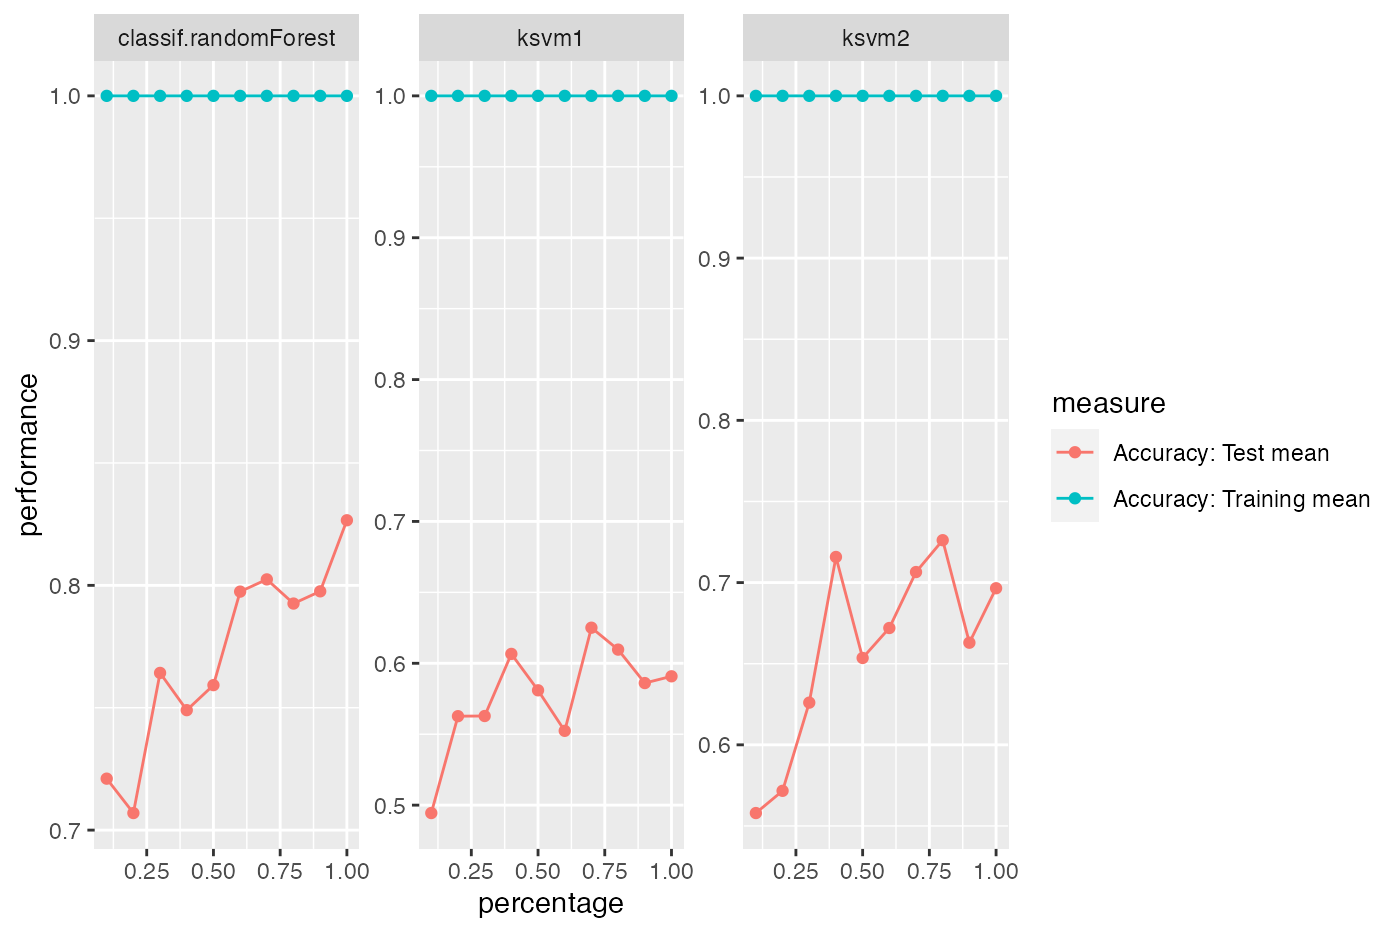 classif.randomForest
ksvm1
ksvm2
performance
1.0
0.9
0.8
0.7
1.0
0.9
0.8
0.7
0.6
0.5
1.0
0.9
0.8
0.7
0.6
0.25 0.50 0.75 1.00
0.25 0.50 0.75 1.00
0.25 0.50 0.75 1.00
percentage
measure
Accuracy: Test mean
Accuracy: Training mean